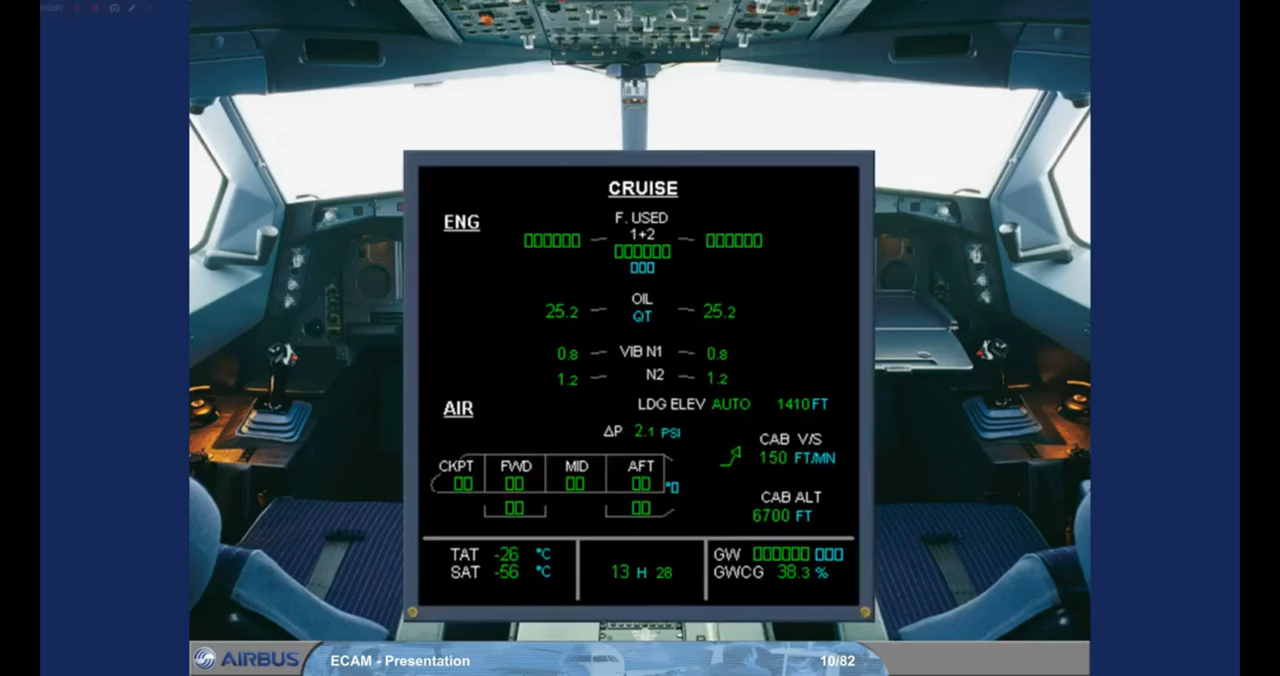 CRUISE
ENG
F. USED
1+2
OIL
25.2 QT 25.2
0.8 VIB N1 0.8
1.2 N2 1.2
LDG ELEV AUTO 1410 FT
AIR
ΔP 2.1 PSI
CAB V/S
150 FT/MN
CKPT FWD MID AFT
CAB ALT
6700 FT
TAT -26 °C
SAT -56 °C
13 H 28
GW
GWCG 38.3 %
AIRBUS
ECAM - Presentation
10/82